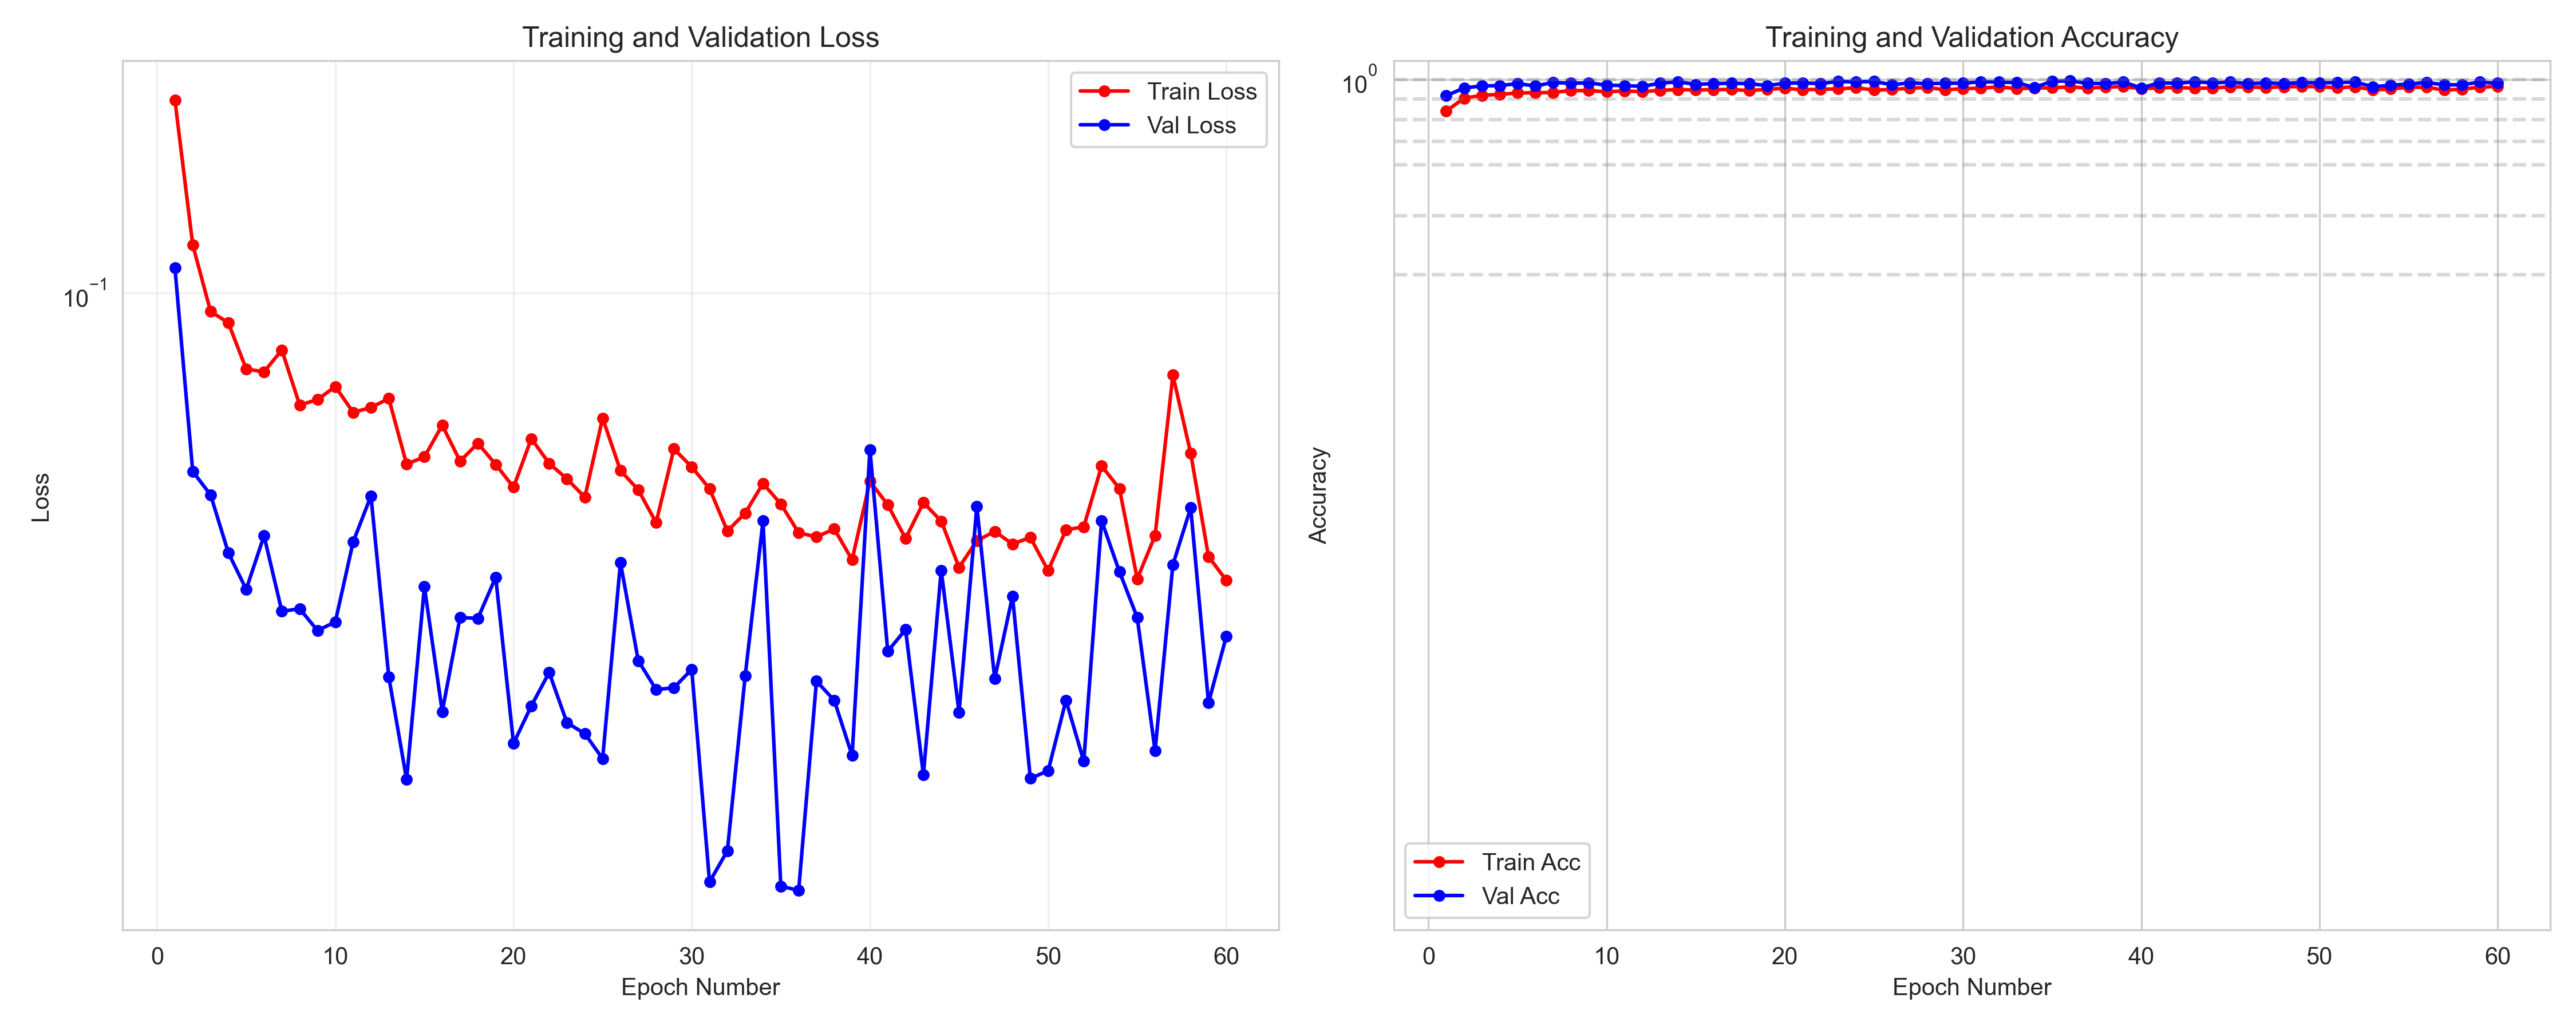 Training and Validation Loss
Train Loss
Val Loss
10⁻¹
Loss
0 10 20 30 40 50 60
Epoch Number
Training and Validation Accuracy
10⁰
Accuracy
Train Acc
Val Acc
0 10 20 30 40 50 60
Epoch Number